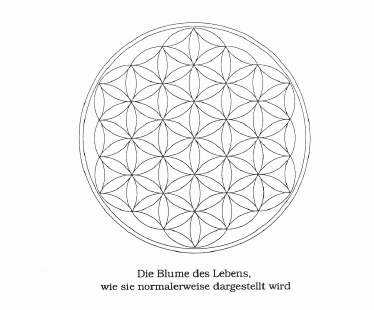 Die Blume des Lebens,
wie sie normalerweise dargestellt wird